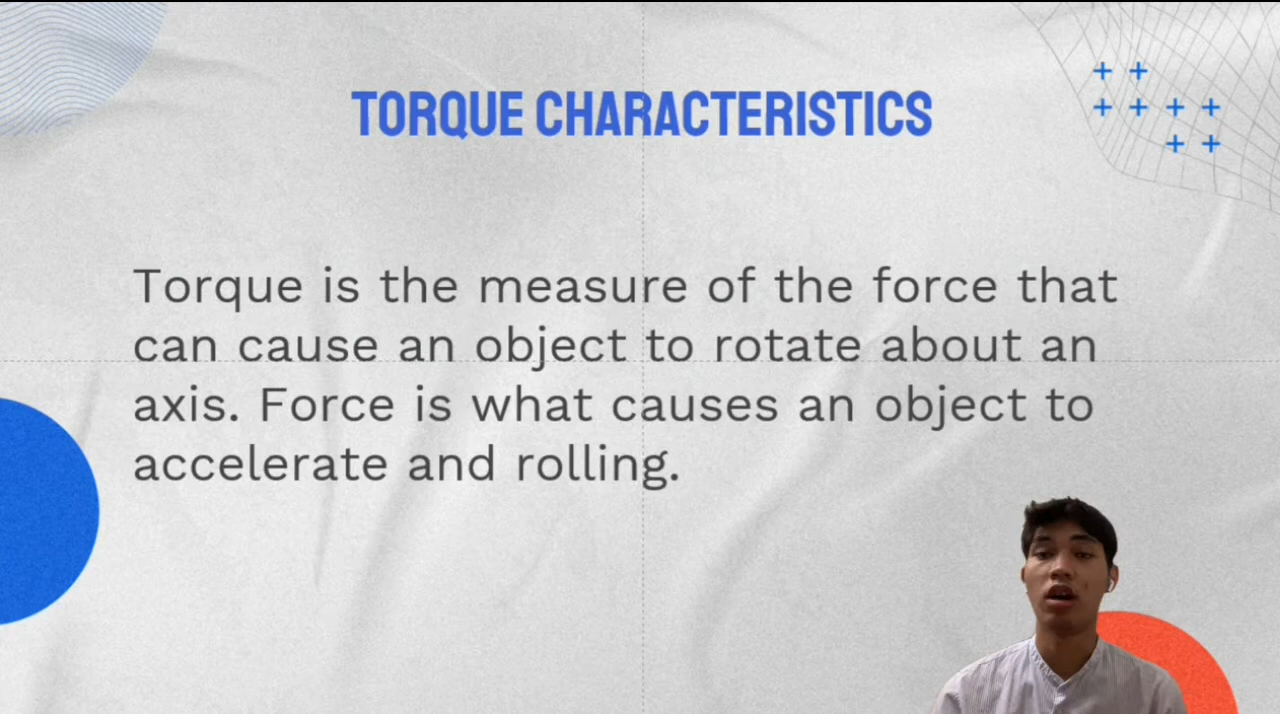 TORQUE CHARACTERISTICS
Torque is the measure of the force that
can cause an object to rotate about an
axis. Force is what causes an object to
accelerate and rolling.